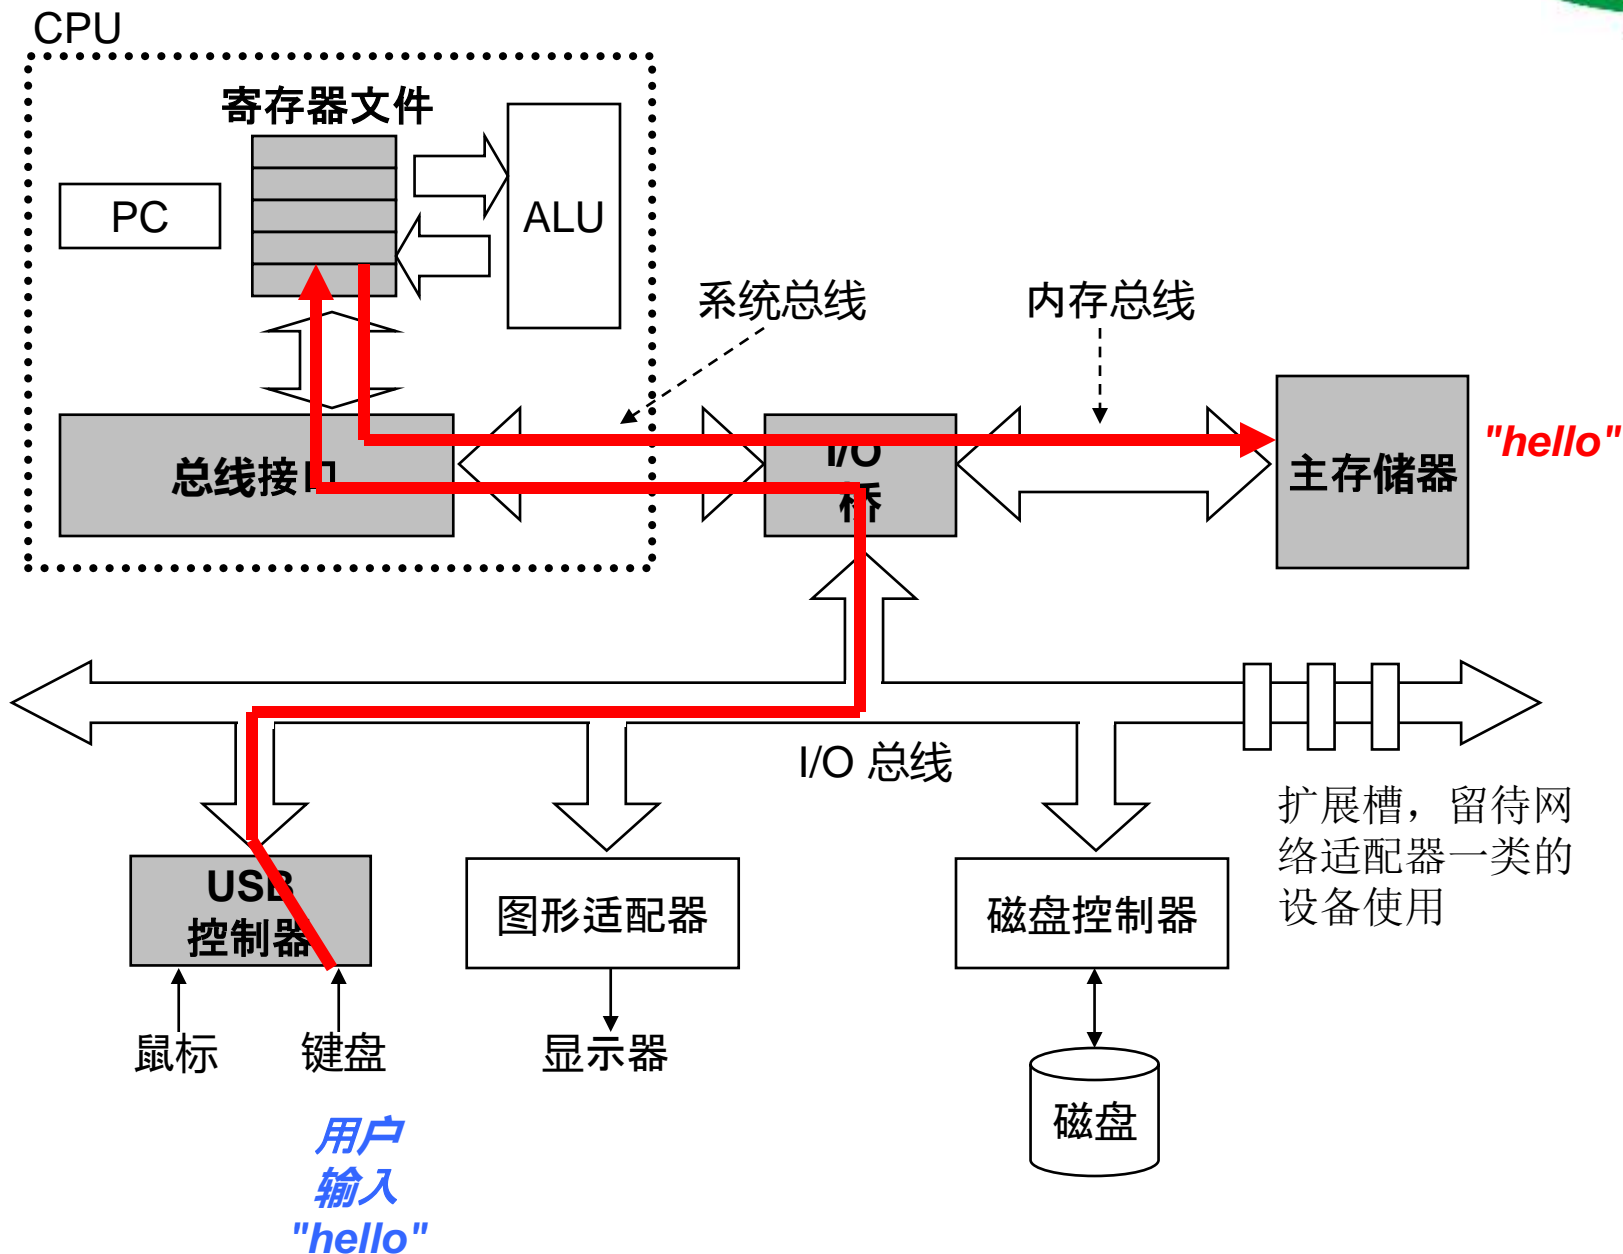 CPU
寄存器文件
PC
ALU
系统总线
内存总线
总线接口
I/O
桥
主存储器
"hello"
I/O 总线
扩展槽，留待网
络适配器一类的
设备使用
USB
控制器
图形适配器
磁盘控制器
鼠标
键盘
显示器
磁盘
用户
输入
"hello"